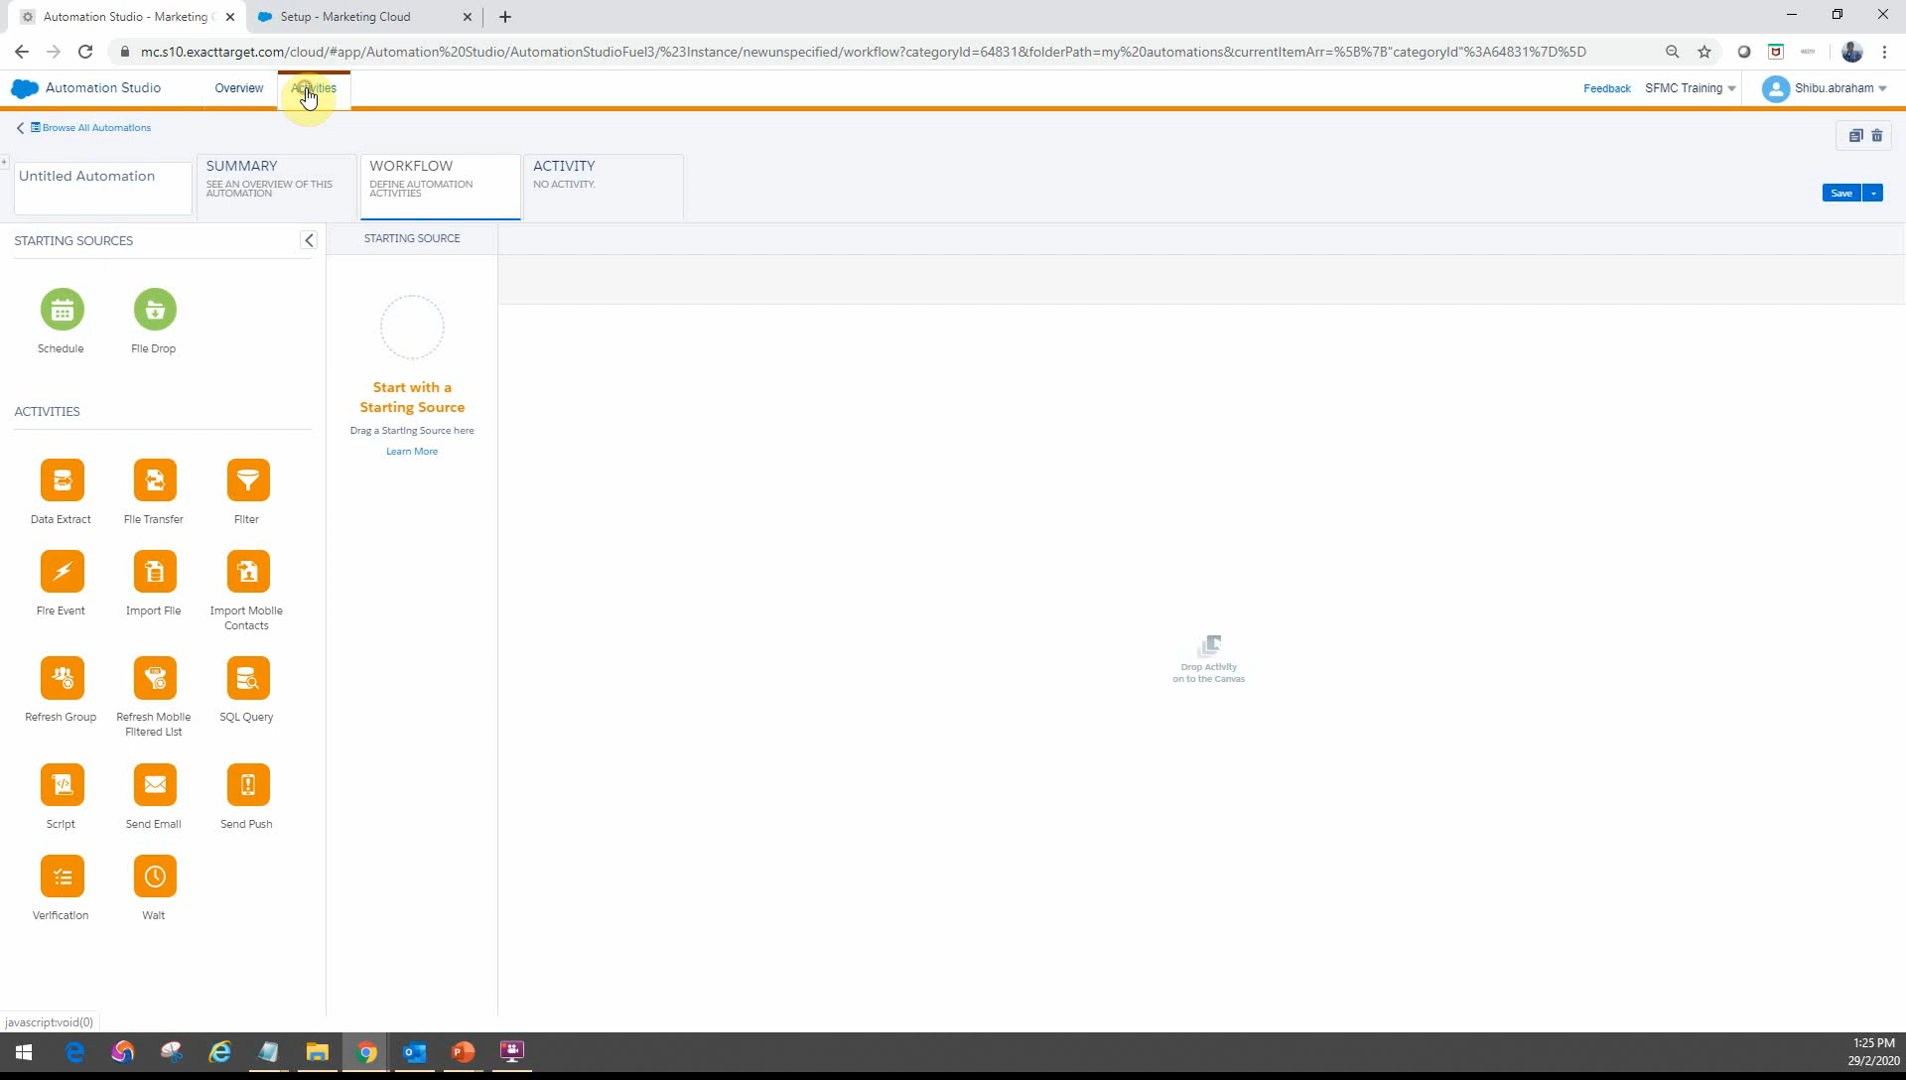 Automation Studio - Marketing C
Setup - Marketing Cloud
mc.s10.exacttarget.com/cloud/#app/Automation%20Studio/AutomationStudioFuel3/%23Instance/newunspecified/workflow?categoryId=64831&folderPath=my%20automations&currentItemArr=%5B%7B"categoryId"%3A64831%7D%5D
Automation Studio
Overview
Activities
Feedback
SFMC Training
Shibu.abraham
Browse All Automations
Untitled Automation
SUMMARY
SEE AN OVERVIEW OF THIS
AUTOMATION
WORKFLOW
DEFINE AUTOMATION
ACTIVITIES
ACTIVITY
NO ACTIVITY.
Save
STARTING SOURCES
STARTING SOURCE
Schedule
File Drop
Start with a
Starting Source
Drag a Starting Source here
Learn More
ACTIVITIES
Data Extract
File Transfer
Filter
Fire Event
Import File
Import Mobile
Contacts
Refresh Group
Refresh Mobile
Filtered List
SQL Query
Drop Activity
on to the Canvas
Script
Send Email
Send Push
Verification
Wait
javascript:void(0)
1:25 PM
29/2/2020